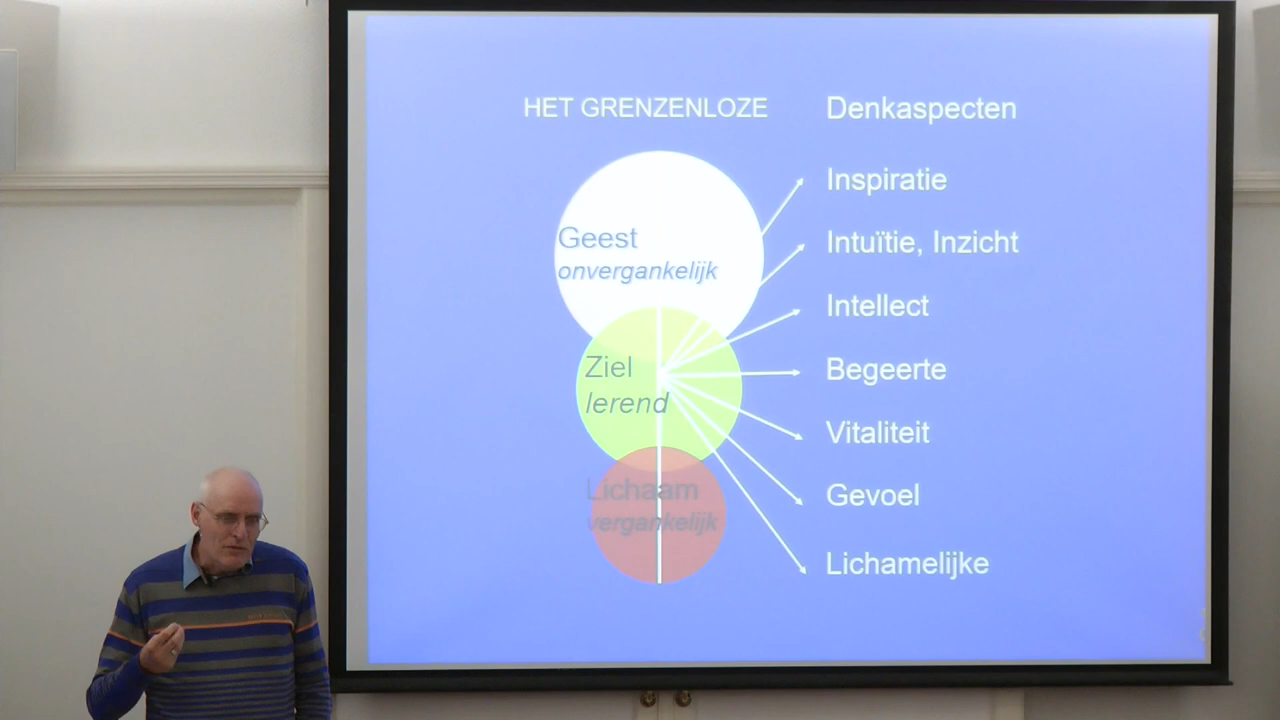 HET GRENZENLOZE
Denkaspecten
Geest
onvergankelijk
Ziel
lerend
Lichaam
vergankelijk
Inspiratie
Intuïtie, Inzicht
Intellect
Begeerte
Vitaliteit
Gevoel
Lichamelijke